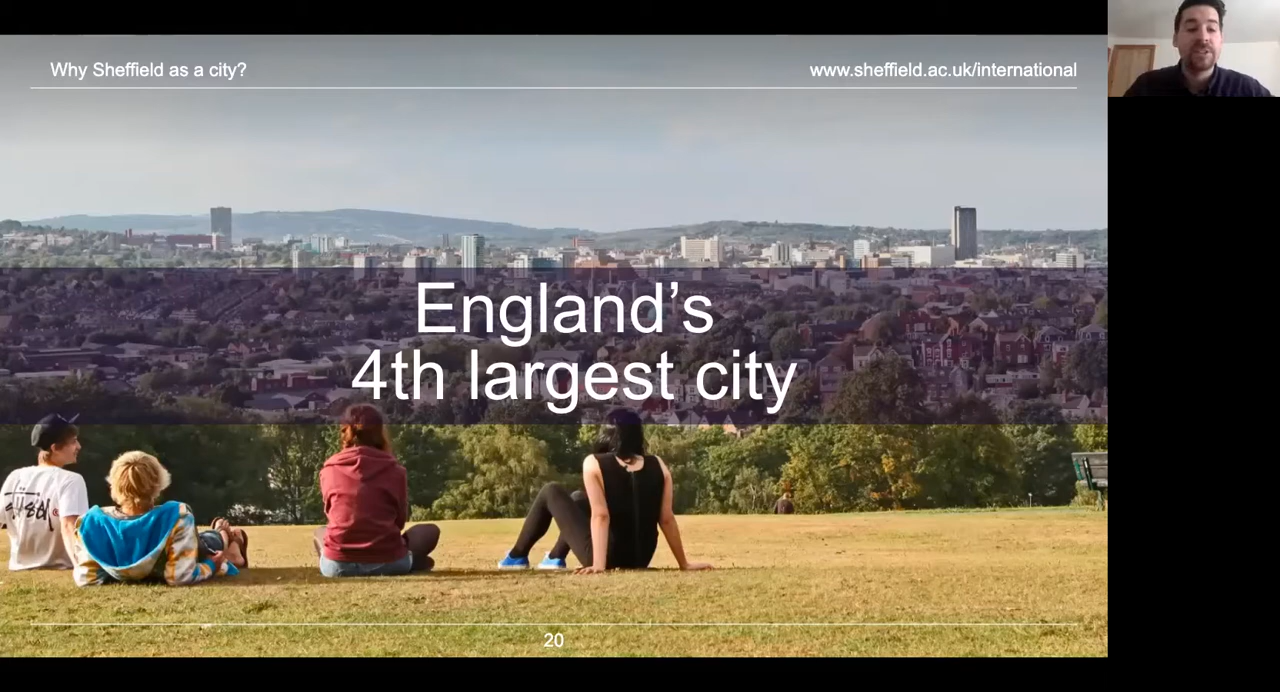 Why Sheffield as a city?
www.sheffield.ac.uk/international
England’s
4th largest city
20